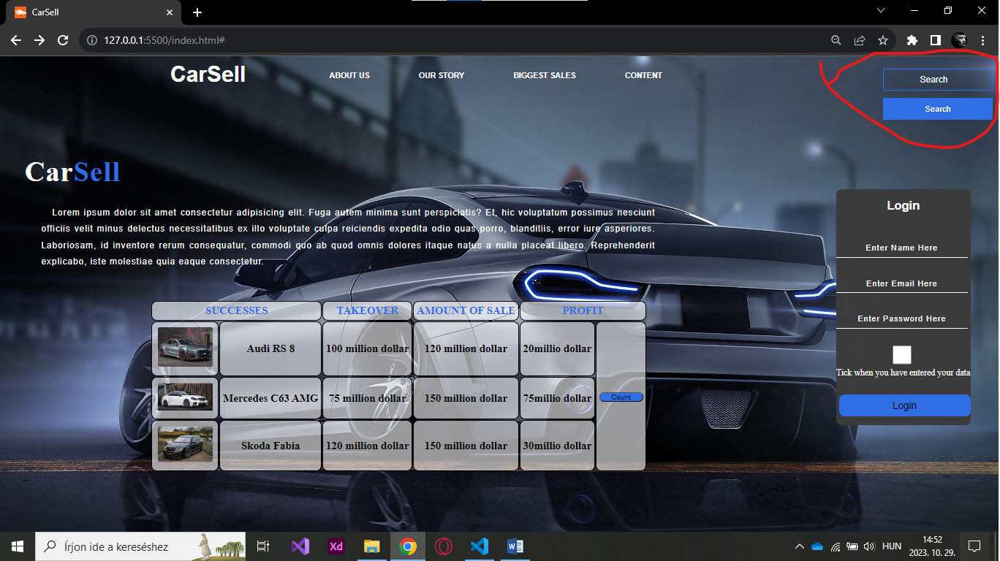 CarSell
127.0.0.1:5500/index.html#
CarSell ABOUT US OUR STORY BIGGEST SALES CONTENT
Search
Search
CarSell
Lorem ipsum dolor sit amet consectetur adipisicing elit. Fuga autem minima sunt perspiciatis? Et, hic voluptatum possimus nesciunt
officiis velit minus delectus necessitatibus ex illo voluptate culpa reiciendis expedita odio quas porro, blanditiis, error iure asperiores.
Laboriosam, id inventore rerum consequatur, commodi quo ab quod omnis dolores itaque natus a nulla placeat libero. Reprehenderit
explicabo, iste molestiae quia eaque consectetur.
SUCCESSES TAKEOVER AMOUNT OF SALE PROFIT
Audi RS 8 100 million dollar 120 million dollar 20millio dollar
Mercedes C63 AMG 75 million dollar 150 million dollar 75millio dollar
Count
Skoda Fabia 120 million dollar 150 million dollar 30millio dollar
Login
Enter Name Here
Enter Email Here
Enter Password Here
Tick when you have entered your data
Login
Írjon ide a kereséshez
Xd
W
HUN
14:52
2023. 10. 29.